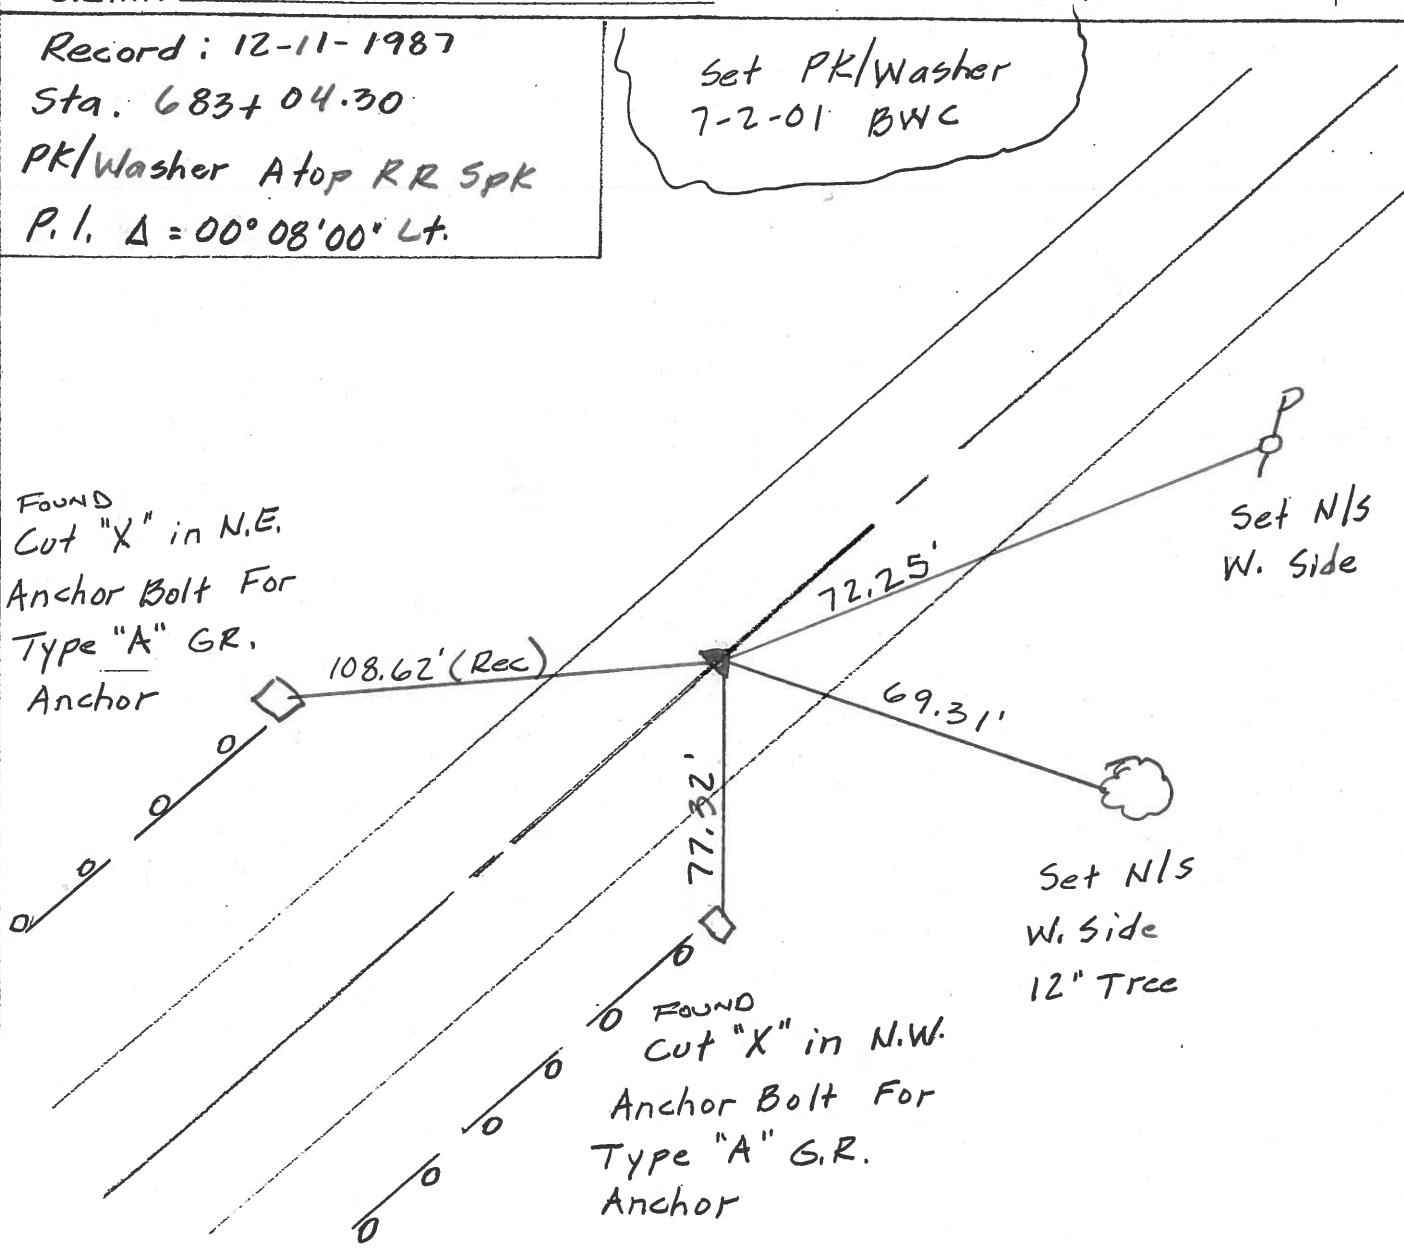 Record: 12-11-1987
Sta. 683+04.30
PK/Washer Atop RR Spk
P.I. Δ = 00° 08' 00" Lt.
Set PK/Washer
7-2-01 BWC
P
Set N/S
W. Side
72.25'
FOUND
Cut "X" in N.E.
Anchor Bolt For
Type "A" GR.
Anchor
108.62' (Rec)
69.31'
77.32'
Set N/S
W. Side
12" Tree
FOUND
Cut "X" in N.W.
Anchor Bolt For
Type "A" G.R.
Anchor